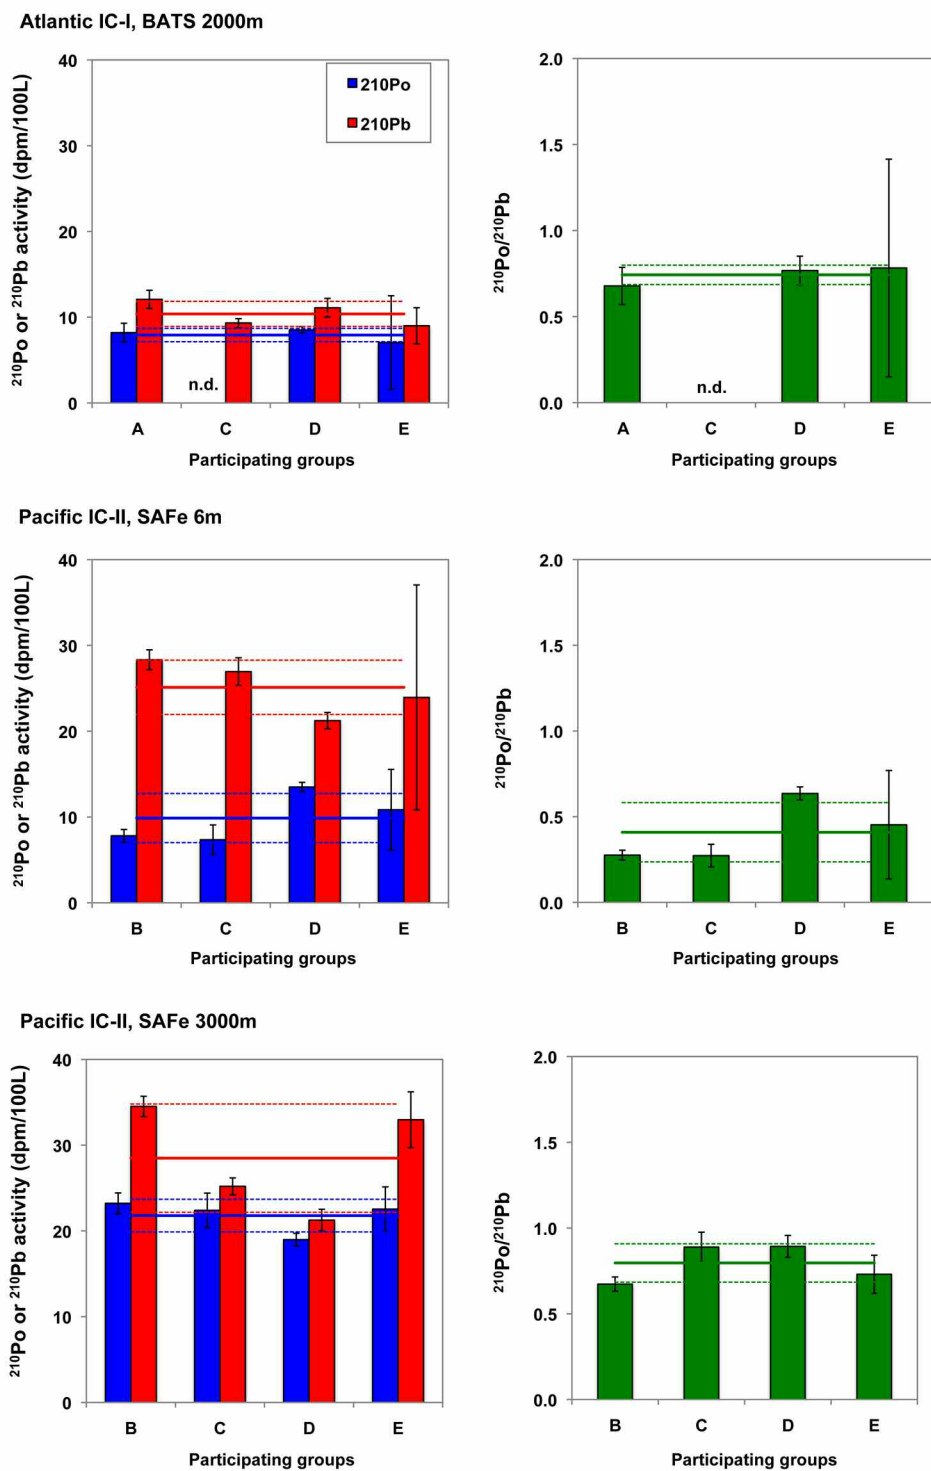 Atlantic IC-I, BATS 2000m
²¹⁰Po or ²¹⁰Pb activity (dpm/100L)
40
30
20
10
0
210Po
210Pb
n.d.
A C D E
Participating groups
²¹⁰Po/²¹⁰Pb
2.0
1.5
1.0
0.5
0.0
n.d.
A C D E
Participating groups
Pacific IC-II, SAFe 6m
²¹⁰Po or ²¹⁰Pb activity (dpm/100L)
40
30
20
10
0
B C D E
Participating groups
²¹⁰Po/²¹⁰Pb
2.0
1.5
1.0
0.5
0.0
B C D E
Participating groups
Pacific IC-II, SAFe 3000m
²¹⁰Po or ²¹⁰Pb activity (dpm/100L)
40
30
20
10
0
B C D E
Participating groups
²¹⁰Po/²¹⁰Pb
2.0
1.5
1.0
0.5
0.0
B C D E
Participating groups